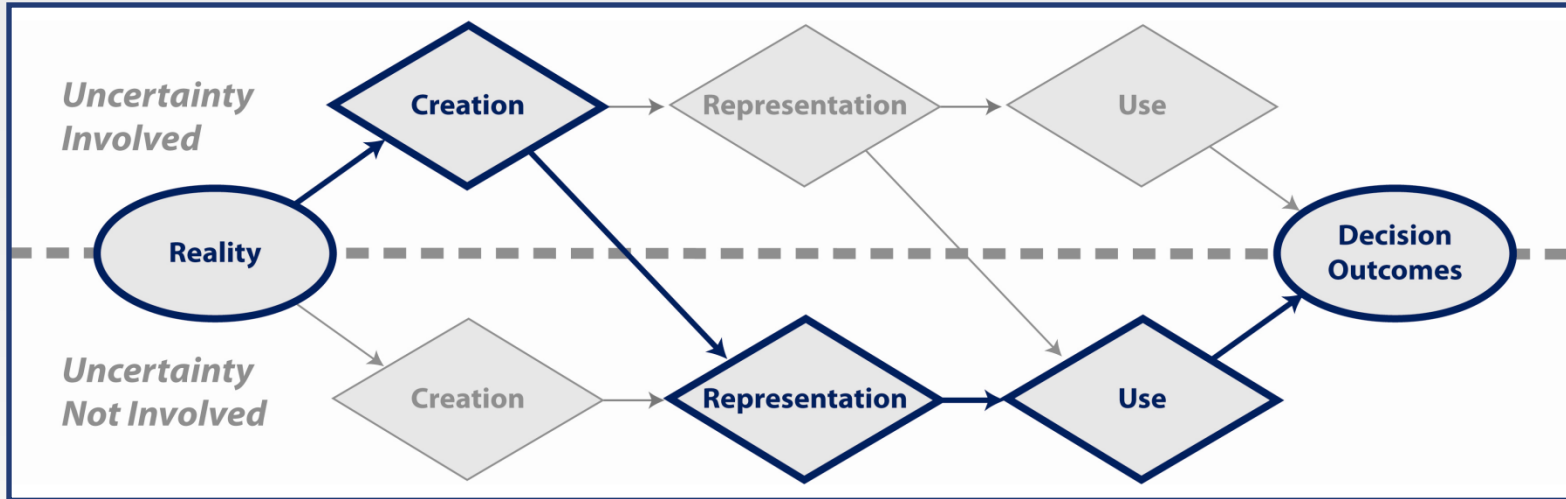 Uncertainty
Involved
Creation
Representation
Use
Reality
Decision
Outcomes
Uncertainty
Not Involved
Creation
Representation
Use